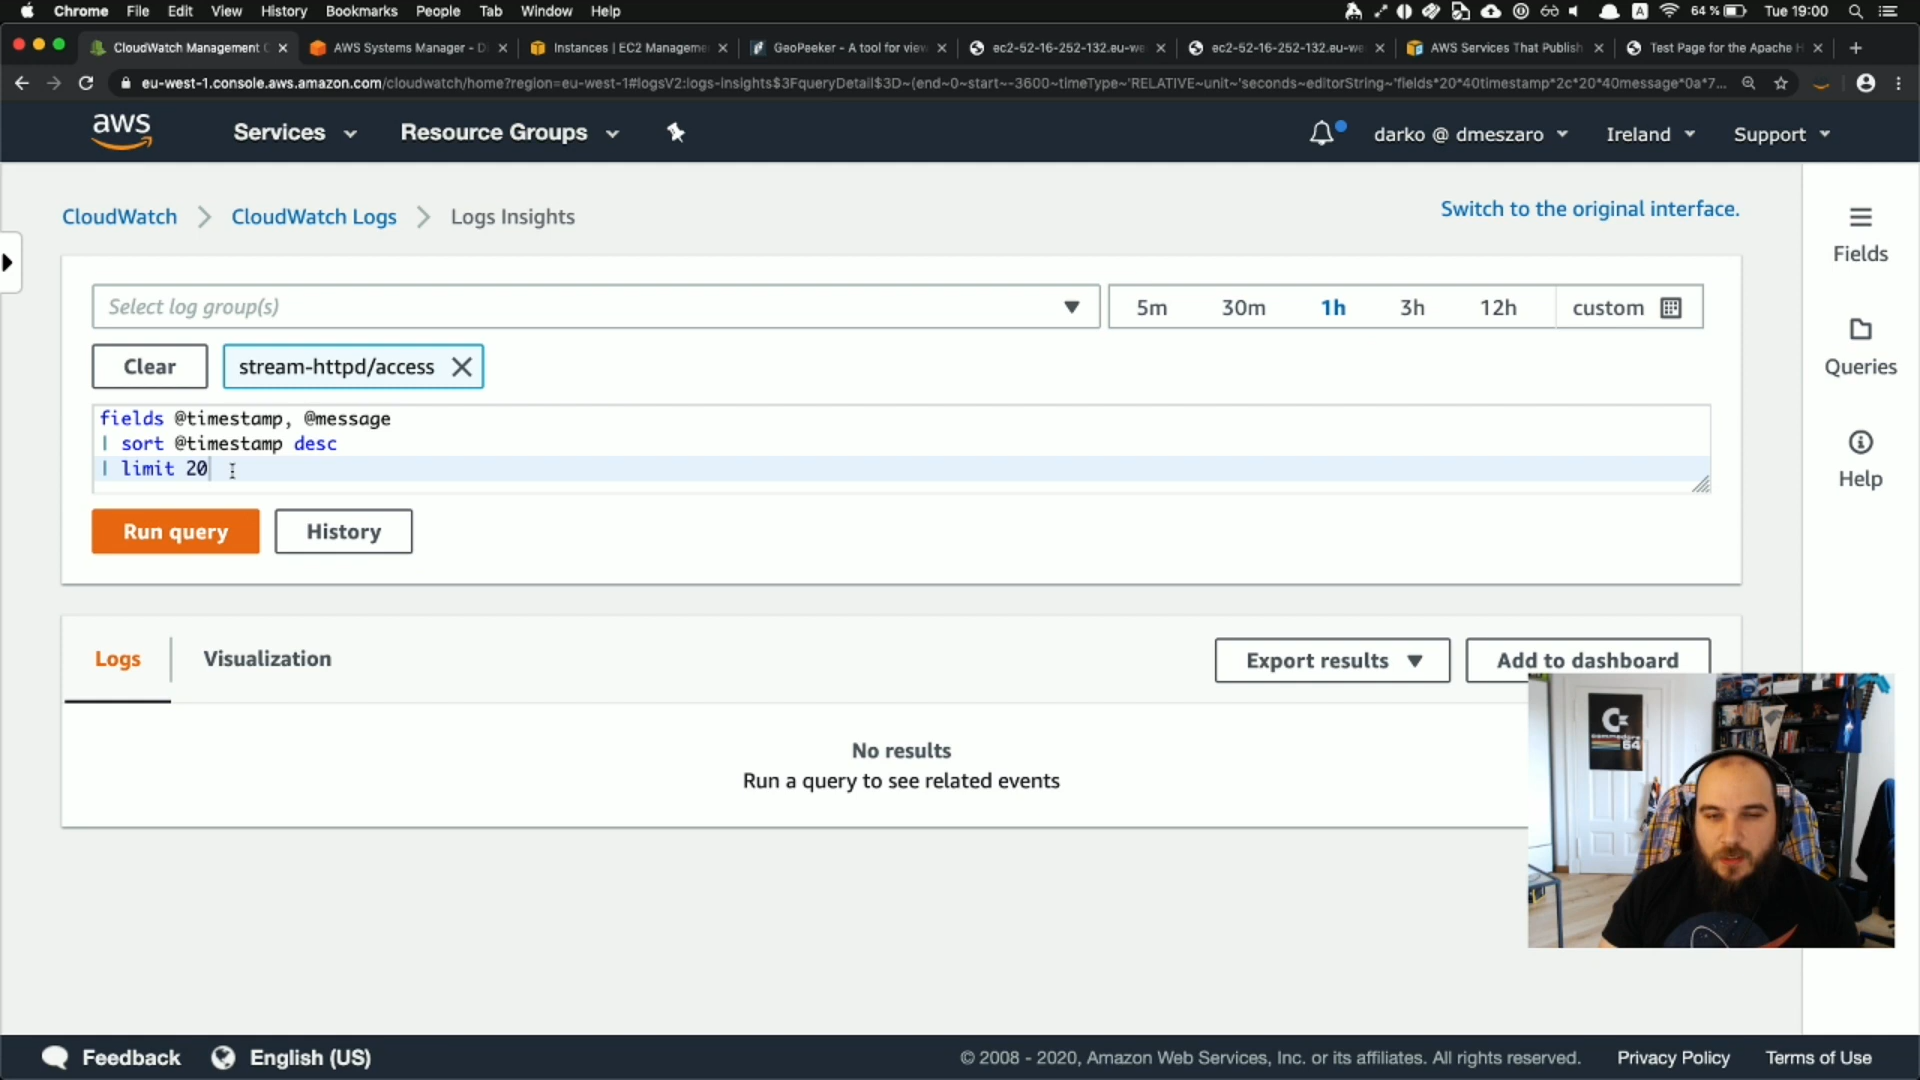 Chrome File Edit View History Bookmarks People Tab Window Help 64 % Tue 19:00
CloudWatch Management C AWS Systems Manager - D Instances | EC2 Manageme GeoPeeker - A tool for view ec2-52-16-252-132.eu-we ec2-52-16-252-132.eu-we AWS Services That Publish Test Page for the Apache H
eu-west-1.console.aws.amazon.com/cloudwatch/home?region=eu-west-1#logsV2:logs-insights$3FqueryDetail$3D~(end~0~start~-3600~timeType~'RELATIVE~unit~'seconds~editorString~'fields*20*40timestamp*2c*20*40message*0a*7...
aws Services Resource Groups darko @ dmeszaro Ireland Support
CloudWatch CloudWatch Logs Logs Insights
Switch to the original interface.
Fields
Select log group(s) 5m 30m 1h 3h 12h custom
Queries
Clear stream-httpd/access
fields @timestamp, @message
| sort @timestamp desc
| limit 20
Help
Run query History
Logs Visualization Export results Add to dashboard
No results
Run a query to see related events
commodore
64
Feedback English (US) © 2008 - 2020, Amazon Web Services, Inc. or its affiliates. All rights reserved. Privacy Policy Terms of Use